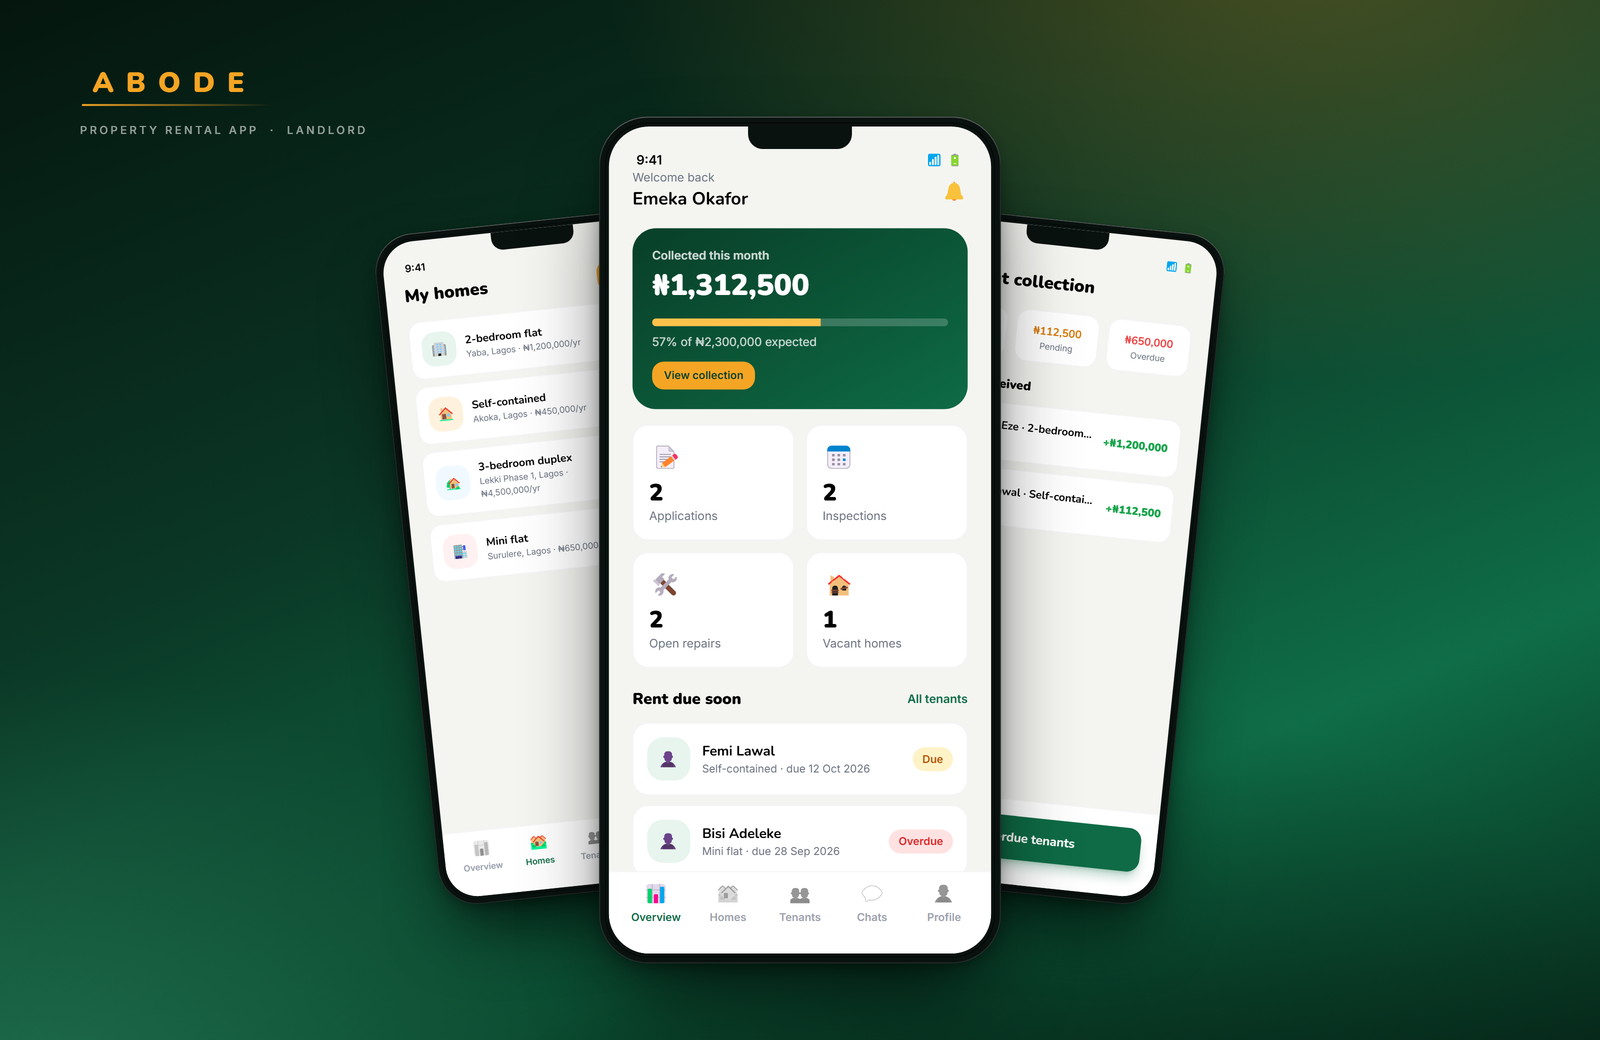 ABODE
PROPERTY RENTAL APP · LANDLORD
9:41
My homes
2-bedroom flat
Yaba, Lagos · ₦1,200,000/yr
Self-contained
Akoka, Lagos · ₦450,000/yr
3-bedroom duplex
Lekki Phase 1, Lagos ·
₦4,500,000/yr
Mini flat
Surulere, Lagos · ₦650,000
Overview
Homes
9:41
Welcome back
Emeka Okafor
Collected this month
₦1,312,500
57% of ₦2,300,000 expected
View collection
2
Applications
2
Inspections
2
Open repairs
1
Vacant homes
Rent due soon
All tenants
Femi Lawal
Self-contained · due 12 Oct 2026
Due
Bisi Adeleke
Mini flat · due 28 Sep 2026
Overdue
Overview
Homes
Tenants
Chats
Profile
collection
₦112,500
Pending
₦650,000
Overdue
Eze · 2-bedroom...
+₦1,200,000
· Self-contai...
+₦112,500
tenants